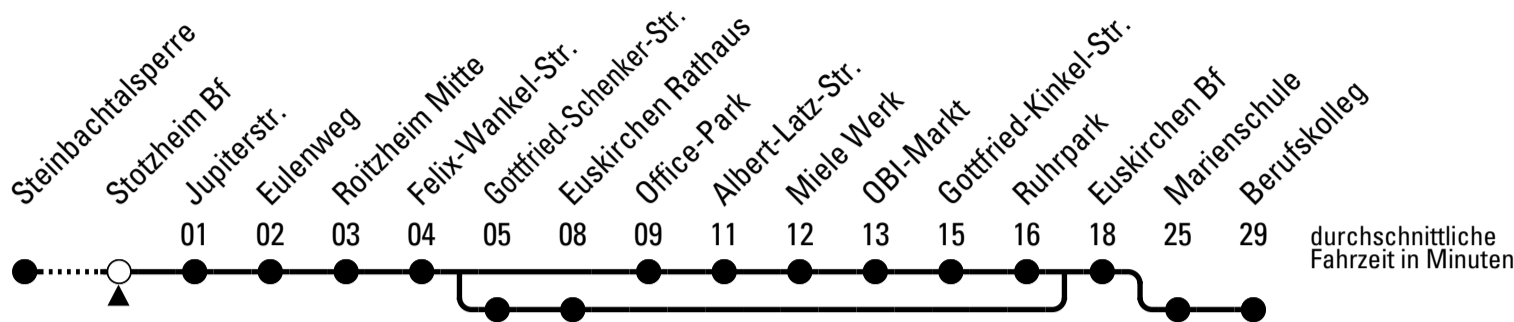 Steinbachtalsperre
Stotzheim Bf
Jupiterstr.
Eulenweg
Roitzheim Mitte
Felix-Wankel-Str.
Gottfried-Schenker-Str.
Euskirchen Rathaus
Office-Park
Albert-Latz-Str.
Miele Werk
OBI-Markt
Gottfried-Kinkel-Str.
Ruhrpark
Euskirchen Bf
Marienschule
Berufskolleg
01 02 03 04 05 08 09 11 12 13 15 16 18 25 29
durchschnittliche
Fahrzeit in Minuten